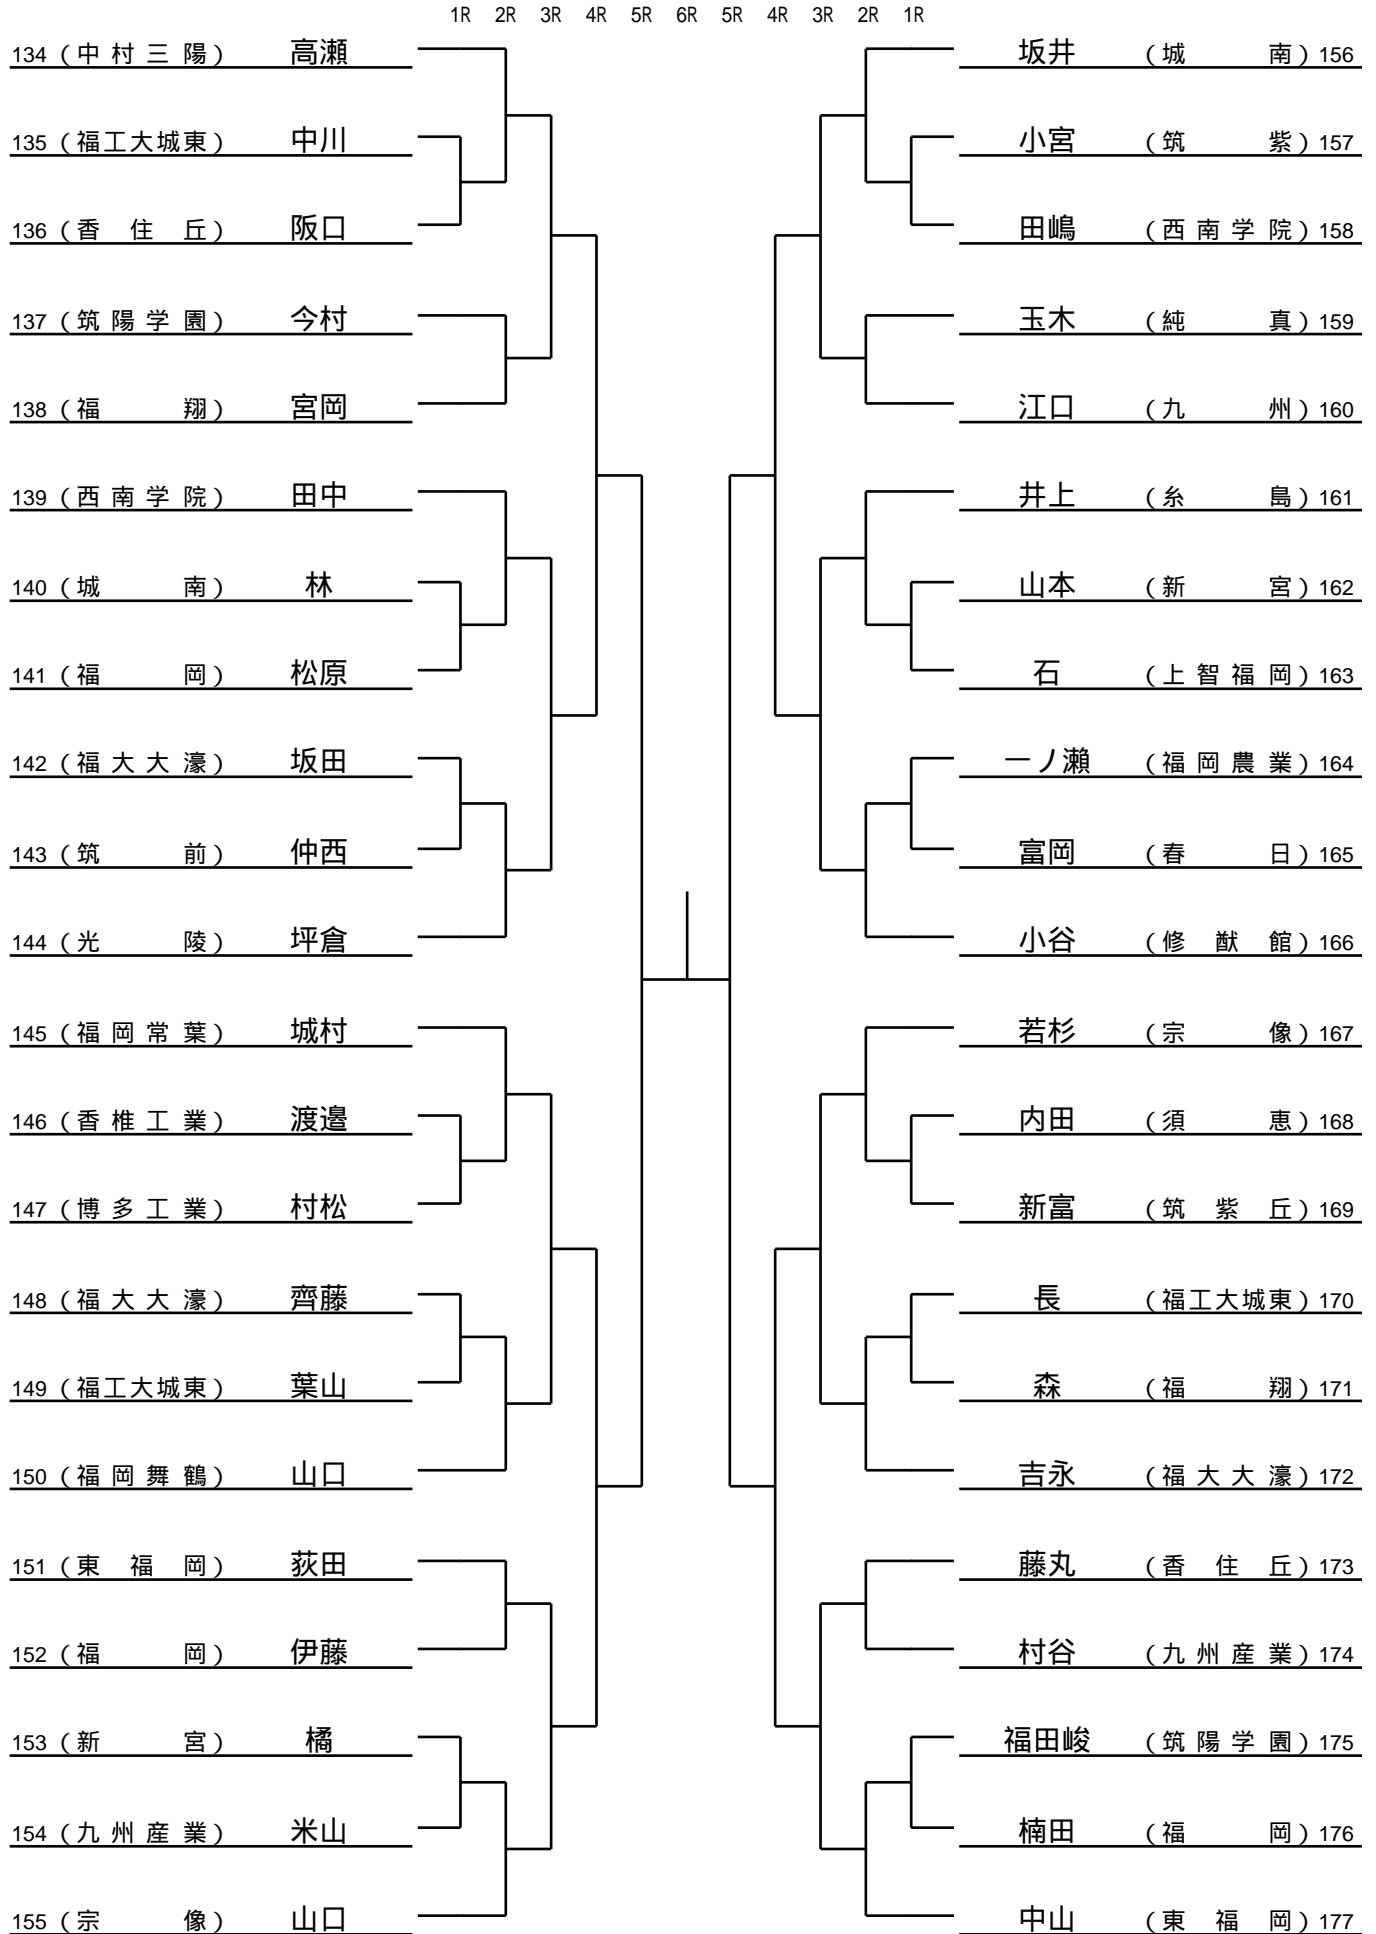 1R 2R 3R 4R 5R 6R 5R 4R 3R 2R 1R
134 (中村三陽) 高瀬 坂井 (城南) 156
135 (福工大城東) 中川 小宮 (筑紫) 157
136 (香住丘) 阪口 田嶋 (西南学院) 158
137 (筑陽学園) 今村 玉木 (純真) 159
138 (福翔) 宮岡 江口 (九州) 160
139 (西南学院) 田中 井上 (糸島) 161
140 (城南) 林 山本 (新宮) 162
141 (福岡) 松原 石 (上智福岡) 163
142 (福大大濠) 坂田 一ノ瀬 (福岡農業) 164
143 (筑前) 仲西 富岡 (春日) 165
144 (光陵) 坪倉 小谷 (修猷館) 166
145 (福岡常葉) 城村 若杉 (宗像) 167
146 (香椎工業) 渡邉 内田 (須恵) 168
147 (博多工業) 村松 新富 (筑紫丘) 169
148 (福大大濠) 齊藤 長 (福工大城東) 170
149 (福工大城東) 葉山 森 (福翔) 171
150 (福岡舞鶴) 山口 吉永 (福大大濠) 172
151 (東福岡) 荻田 藤丸 (香住丘) 173
152 (福岡) 伊藤 村谷 (九州産業) 174
153 (新宮) 橘 福田峻 (筑陽学園) 175
154 (九州産業) 米山 楠田 (福岡) 176
155 (宗像) 山口 中山 (東福岡) 177